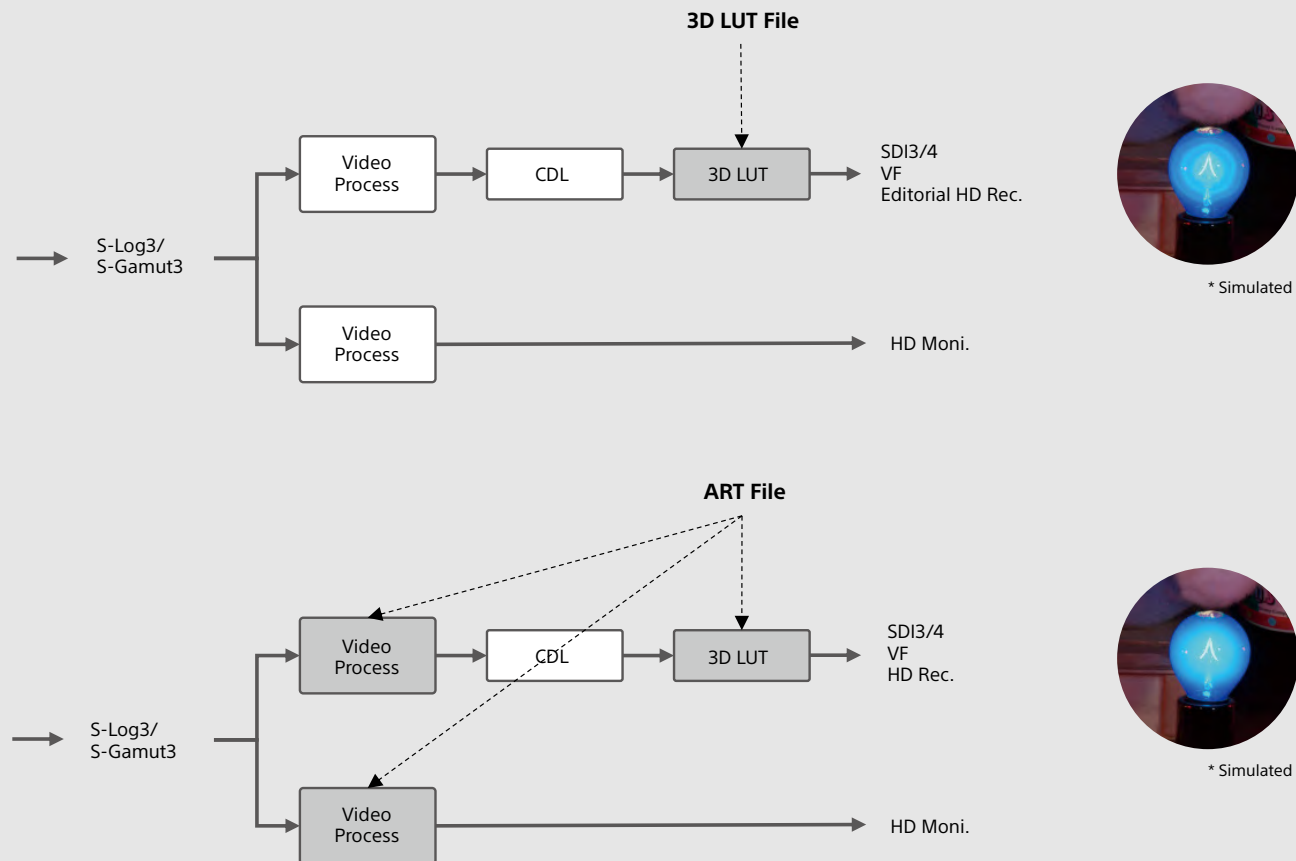 3D LUT File
Video
Process
CDL
3D LUT
SDI3/4
VF
Editorial HD Rec.
S-Log3/
S-Gamut3
* Simulated
Video
Process
HD Moni.
ART File
Video
Process
CDL
3D LUT
SDI3/4
VF
HD Rec.
S-Log3/
S-Gamut3
* Simulated
Video
Process
HD Moni.